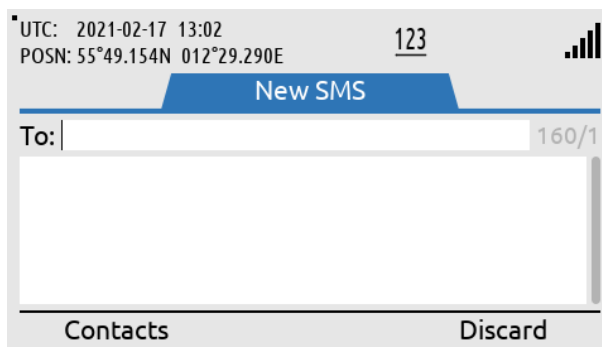 UTC: 2021-02-17 13:02
POSN: 55°49.154N 012°29.290E
123
New SMS
To:
160/1
Contacts
Discard